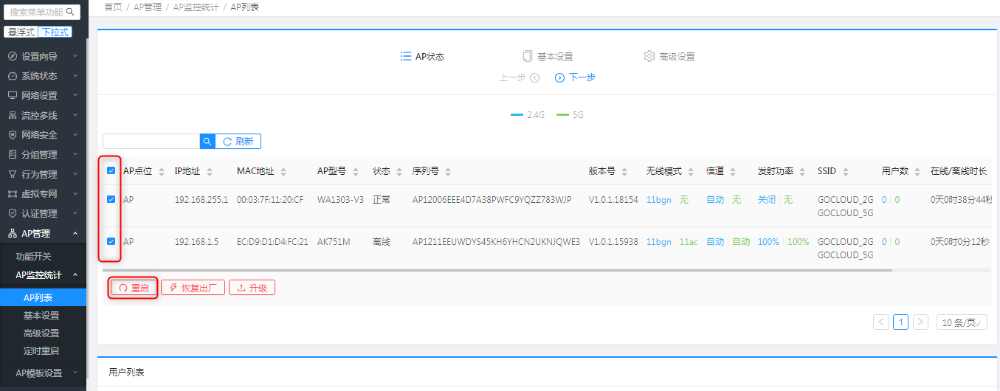 搜索菜单功能
悬浮式 下拉式
设置向导
系统状态
网络设置
流控多线
网络安全
分组管理
行为管理
虚拟专网
认证管理
AP管理
功能开关
AP监控统计
AP列表
基本设置
高级设置
定时重启
AP模板设置
首页 / AP管理 / AP监控统计 / AP列表
AP状态 基本设置 高级设置
上一步 下一步
2.4G 5G
刷新
AP点位 IP地址 MAC地址 AP型号 状态 序列号 版本号 无线模式 信道 发射功率 SSID 用户数 在线/离线时长
AP 192.168.255.1 00:03:7F:11:20:CF WA1303-V3 正常 AP12006EEE4D7A38PWFC9YQZZ783WJP V1.0.1.18154 11bgn 无 自动 无 关闭 无 GOCLOUD_2G 0 0 0天0时38分44秒
GOCLOUD_5G
AP 192.168.1.5 EC:D9:D1:D4:FC:21 AK751M 离线 AP1211EEUWDYS45KH6YHCN2UKNJQWE3 V1.0.1.15938 11bgn 11ac 自动 自动 100% 100% GOCLOUD_2G 0 0 0天0时0分12秒
GOCLOUD_5G
重启 恢复出厂 升级
1 10 条/页
用户列表